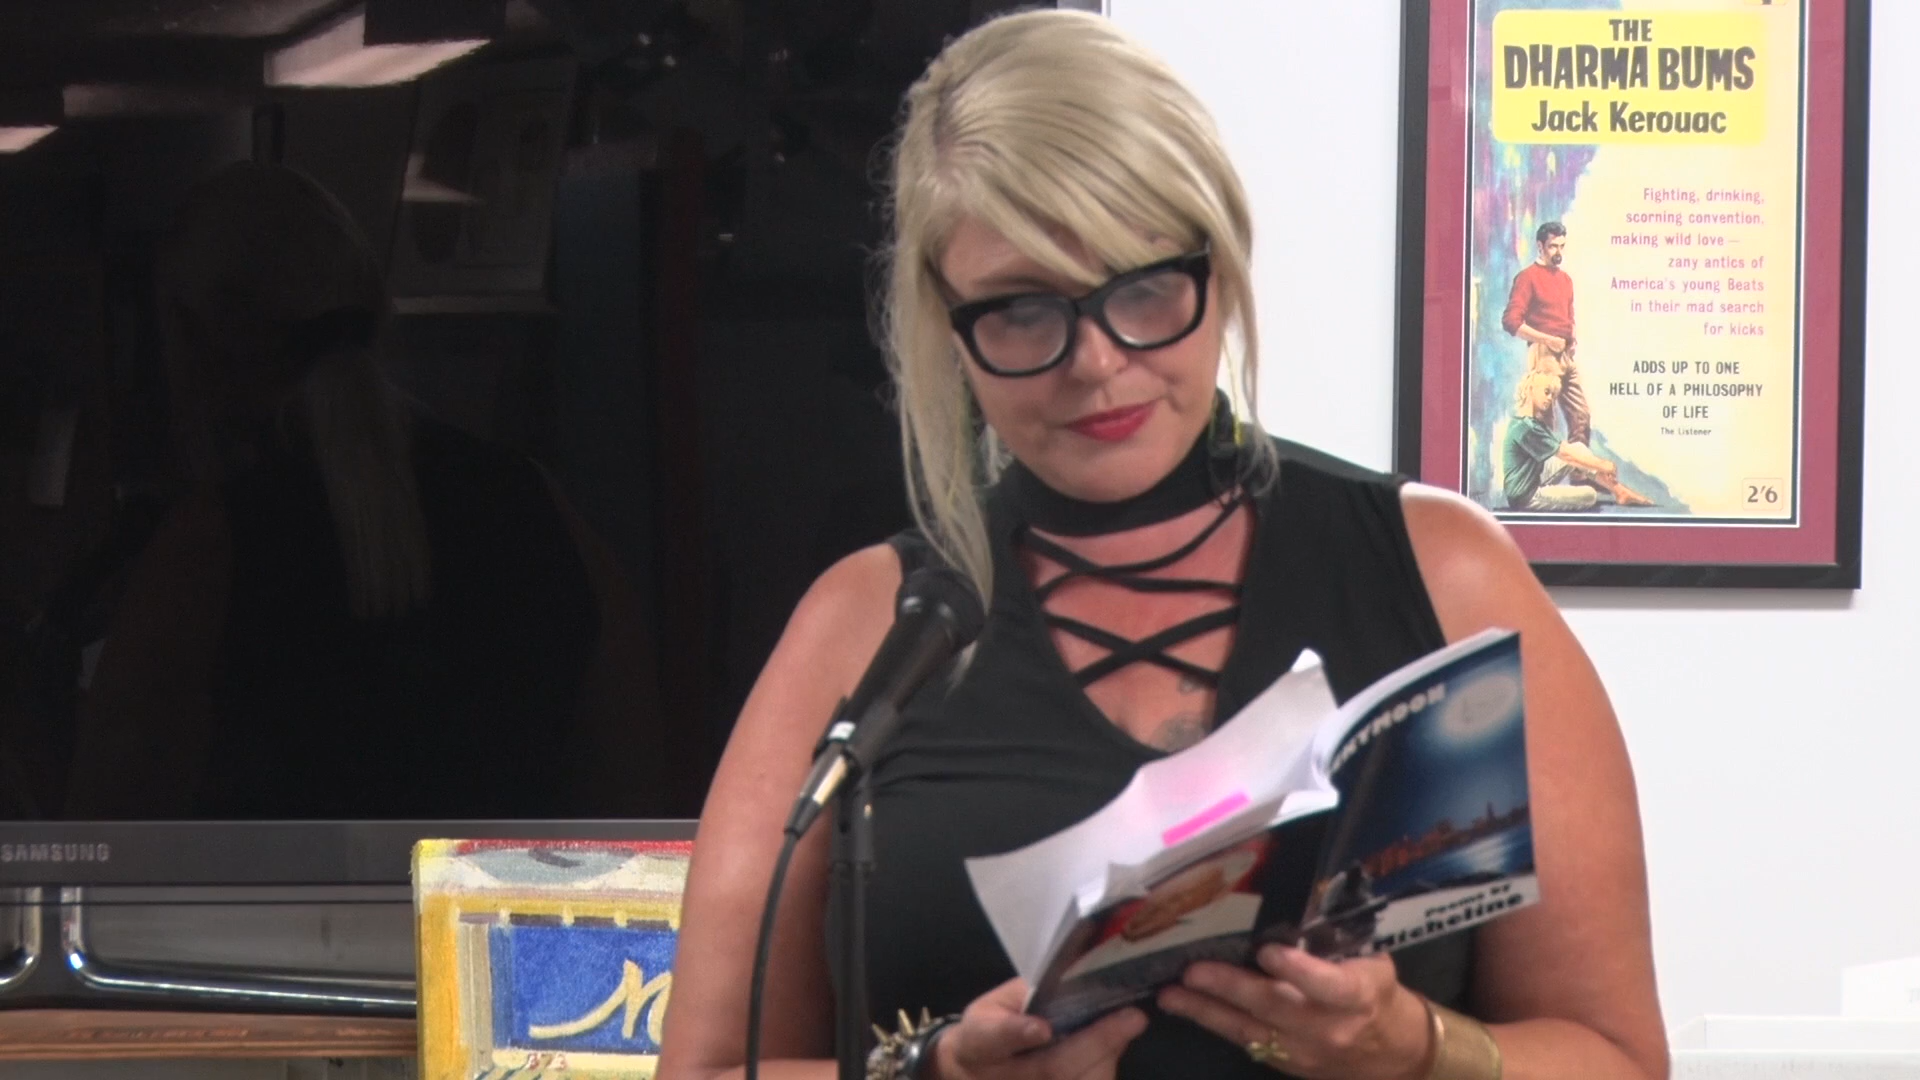 THE
DHARMA BUMS
Jack Kerouac
Fighting, drinking,
scorning convention,
making wild love —
zany antics of
America's young Beats
in their mad search
for kicks
ADDS UP TO ONE
HELL OF A PHILOSOPHY
OF LIFE
The Listener
2'6
SAMSUNG
Poems by
Micheline